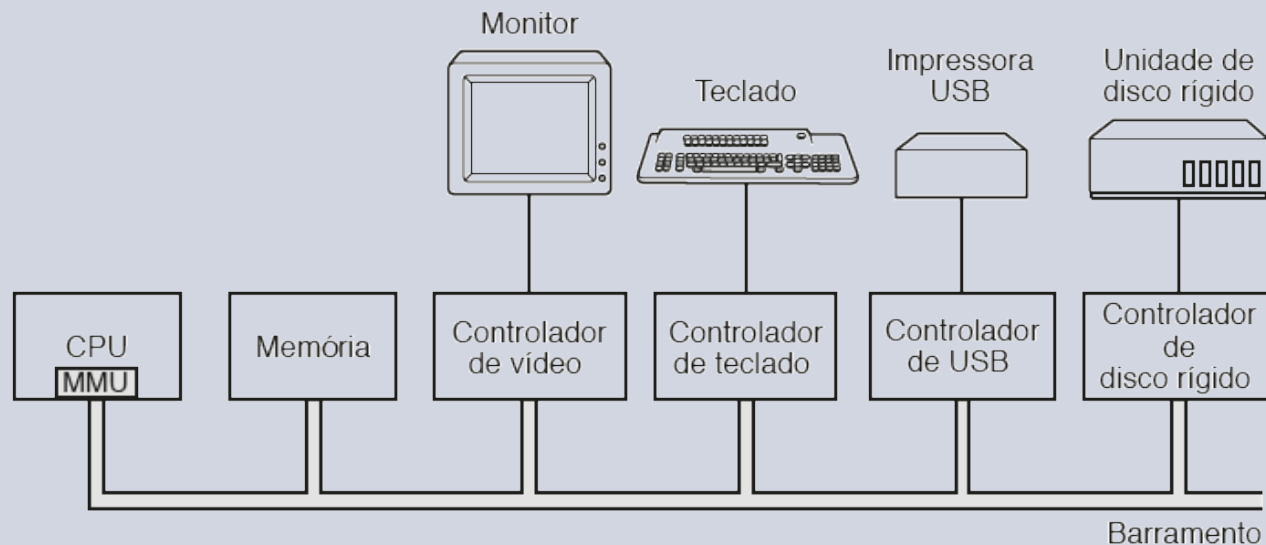 Monitor
Teclado
Impressora
USB
Unidade de
disco rígido
CPU
MMU
Memória
Controlador
de vídeo
Controlador
de teclado
Controlador
de USB
Controlador
de
disco rígido
Barramento